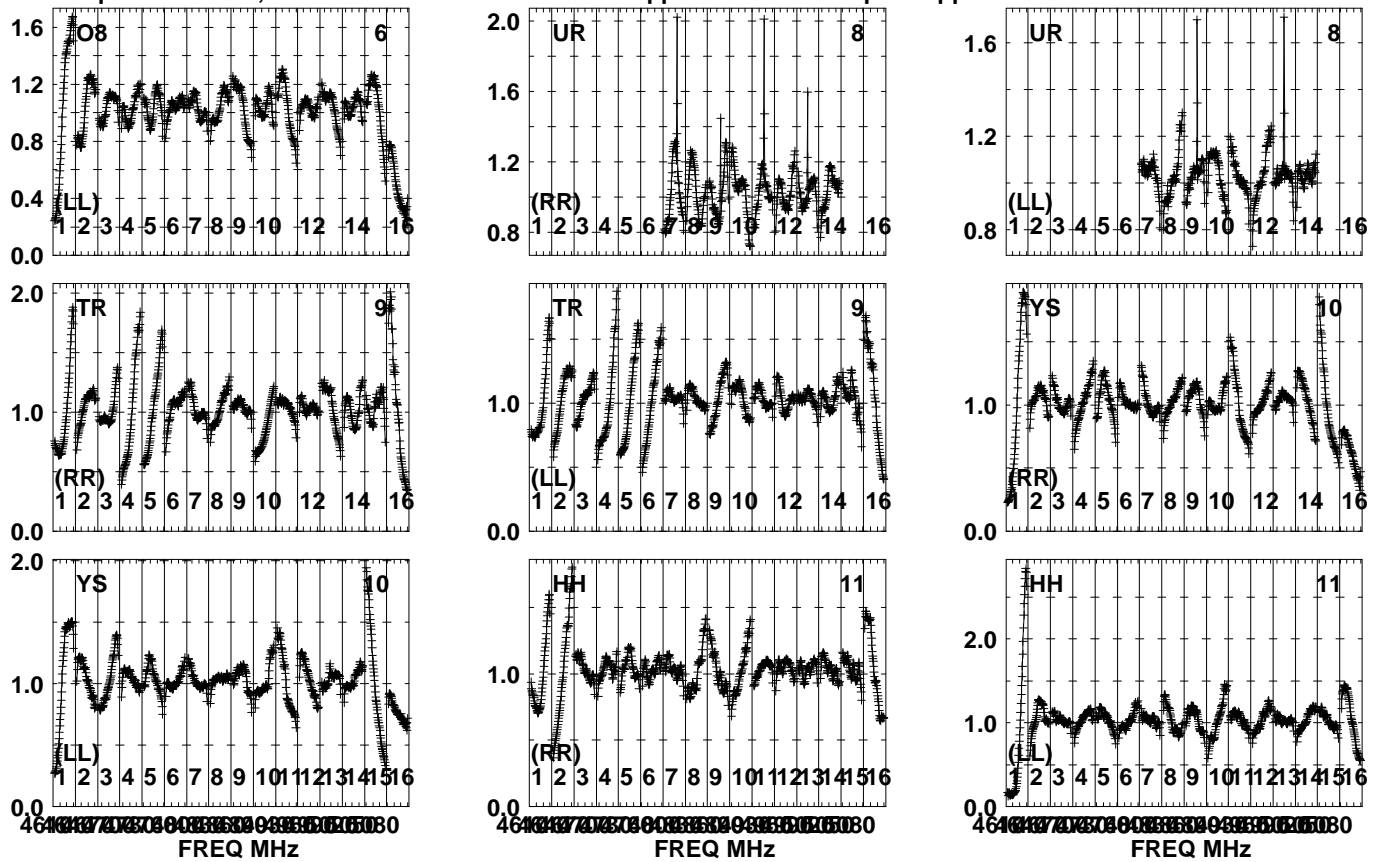 1.6 O8 6
1.2
0.8
0.4 (LL)
1 2 3 4 5 6 7 8 9 10 12 14 16
0.0
2.0 UR 8
1.6
1.2
(RR)
0.8 1 2 3 4 5 6 7 8 9 10 12 14 16
UR 8
1.6
1.2
(LL)
0.8 1 2 3 4 5 6 7 8 9 10 12 14 16
2.0 TR 9
1.0
(RR)
1 2 3 4 5 6 7 8 9 10 12 14 16
0.0
TR 9
1.0
(LL)
1 2 3 4 5 6 7 8 9 10 12 14 16
0.0
YS 10
1.0
(RR)
1 2 3 4 5 6 7 8 9 10 12 14 16
0.0
2.0 YS 10
1.0
(LL)
1 2 3 4 5 6 7 8 9 10 11 12 13 15 16
0.0
FREQ MHz
HH 11
1.0
(RR)
1 2 3 4 5 6 7 8 9 10 11 12 13 14 15 16
0.0
FREQ MHz
HH 11
2.0
1.0
(LL)
1 2 3 4 5 6 7 8 9 10 11 12 13 14 15 16
0.0
FREQ MHz